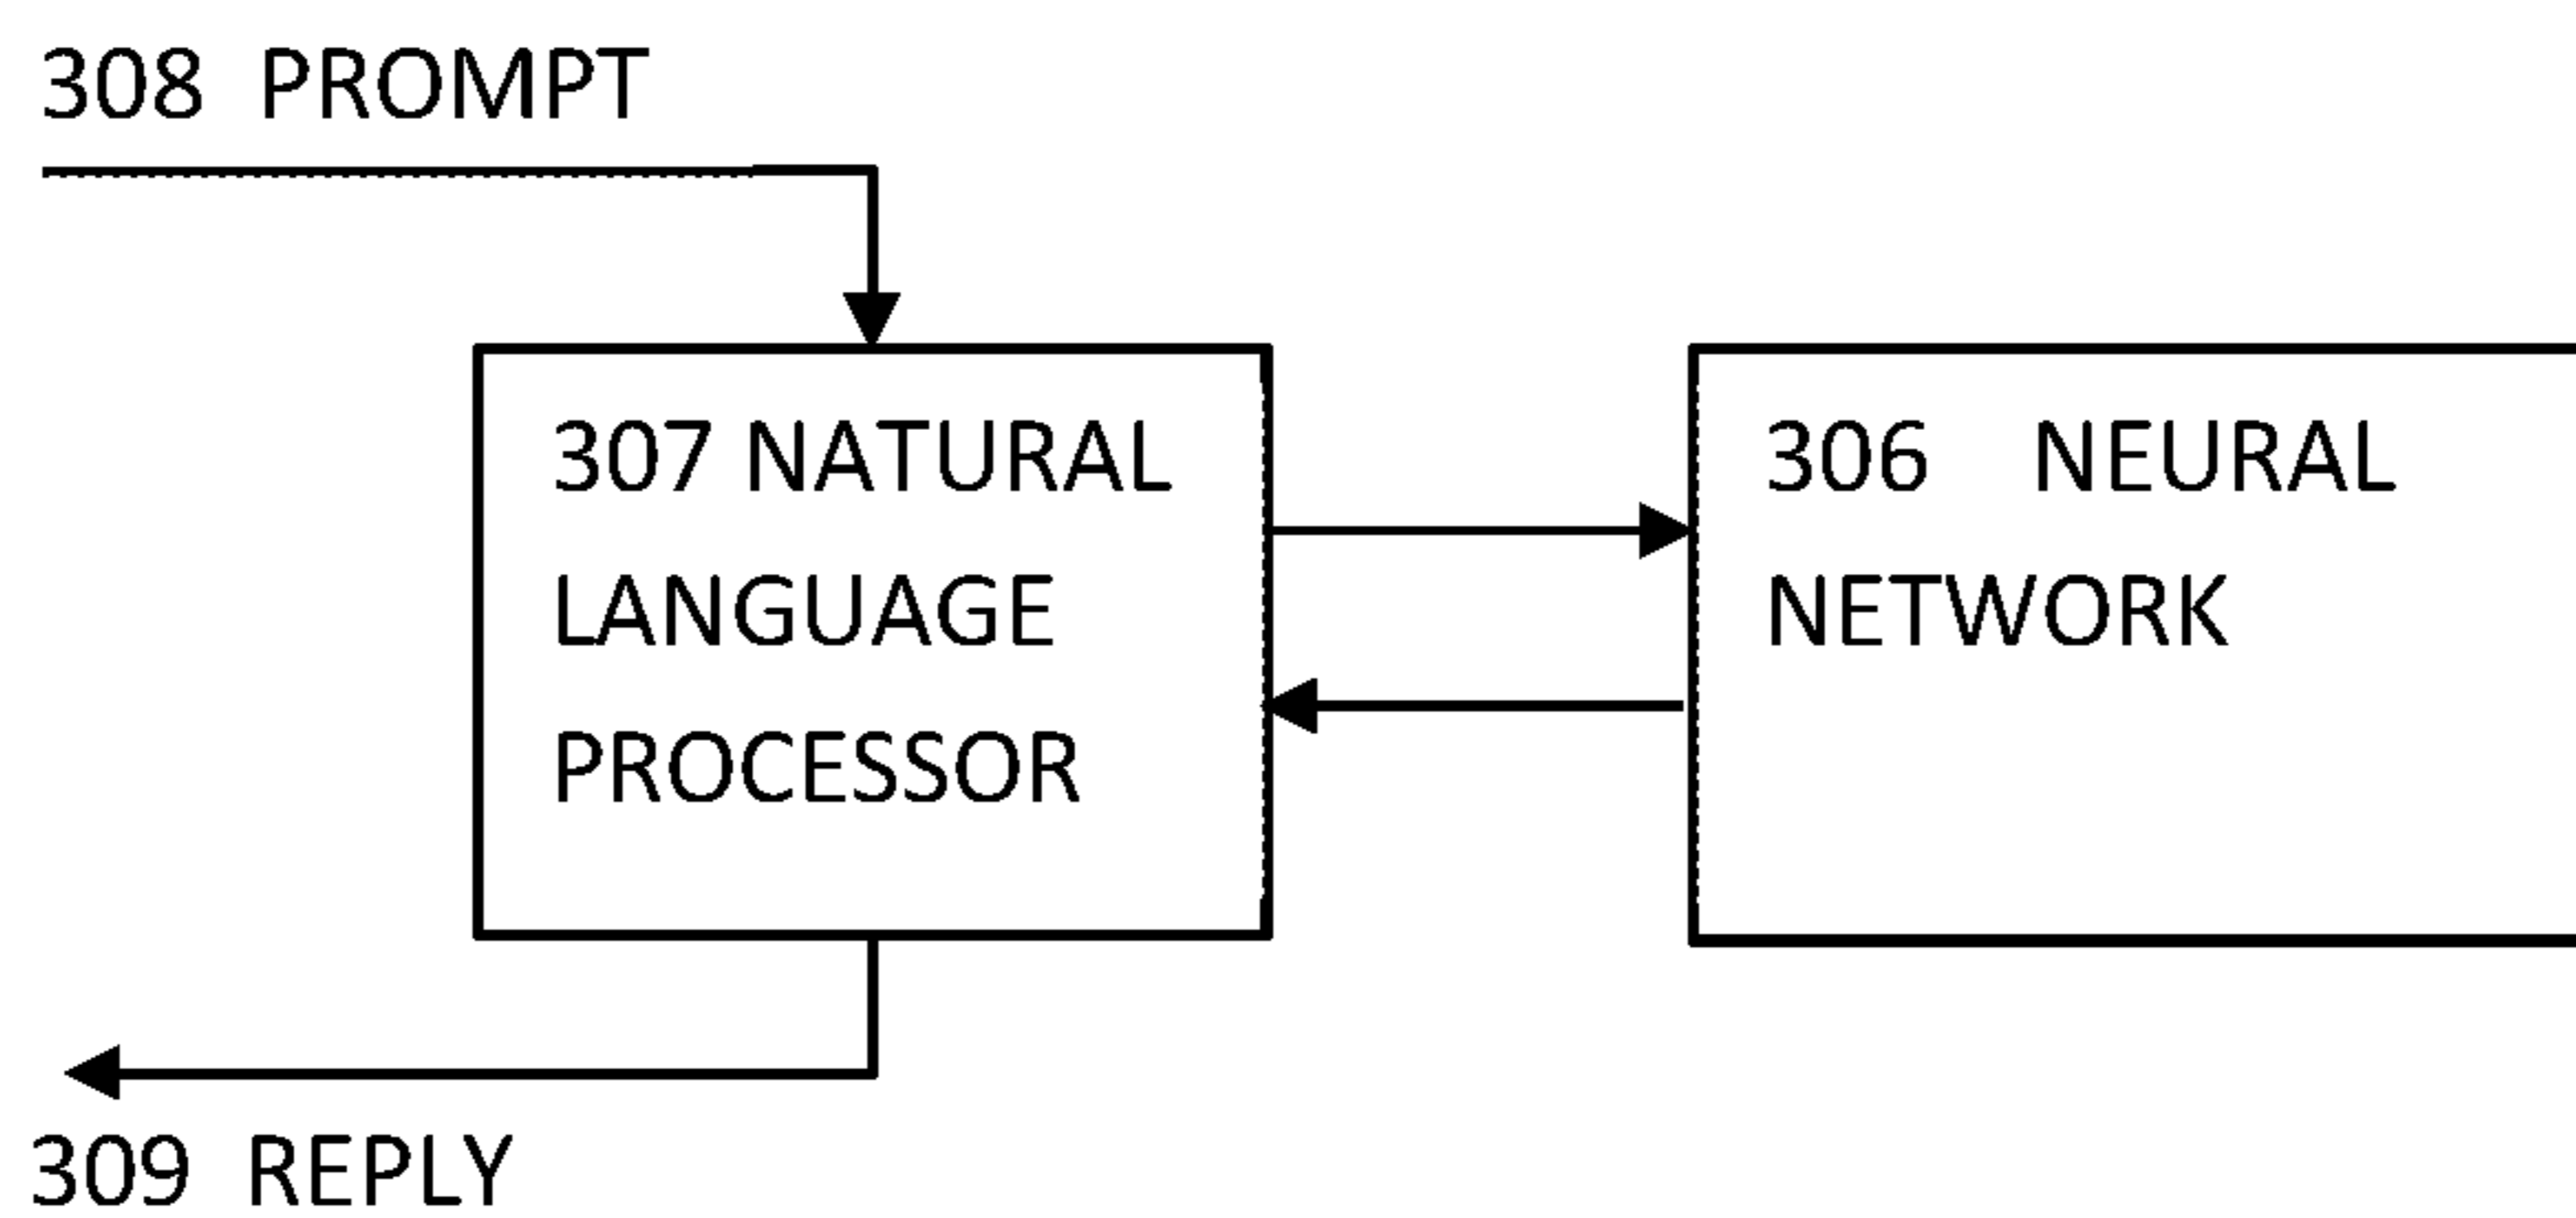 308 PROMPT
307 NATURAL
LANGUAGE
PROCESSOR
306 NEURAL
NETWORK
309 REPLY